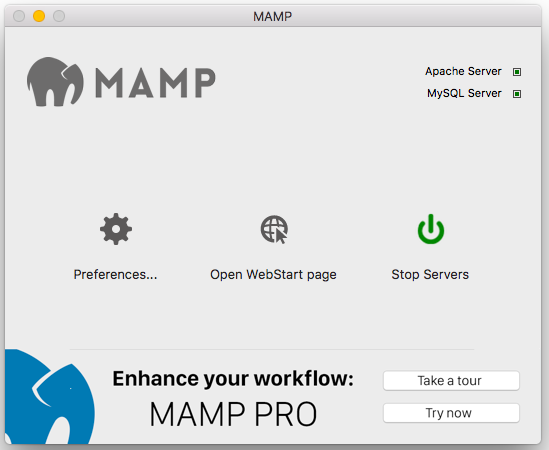 MAMP
MAMP
Apache Server
MySQL Server
Preferences...
Open WebStart page
Stop Servers
Enhance your workflow:
MAMP PRO
Take a tour
Try now